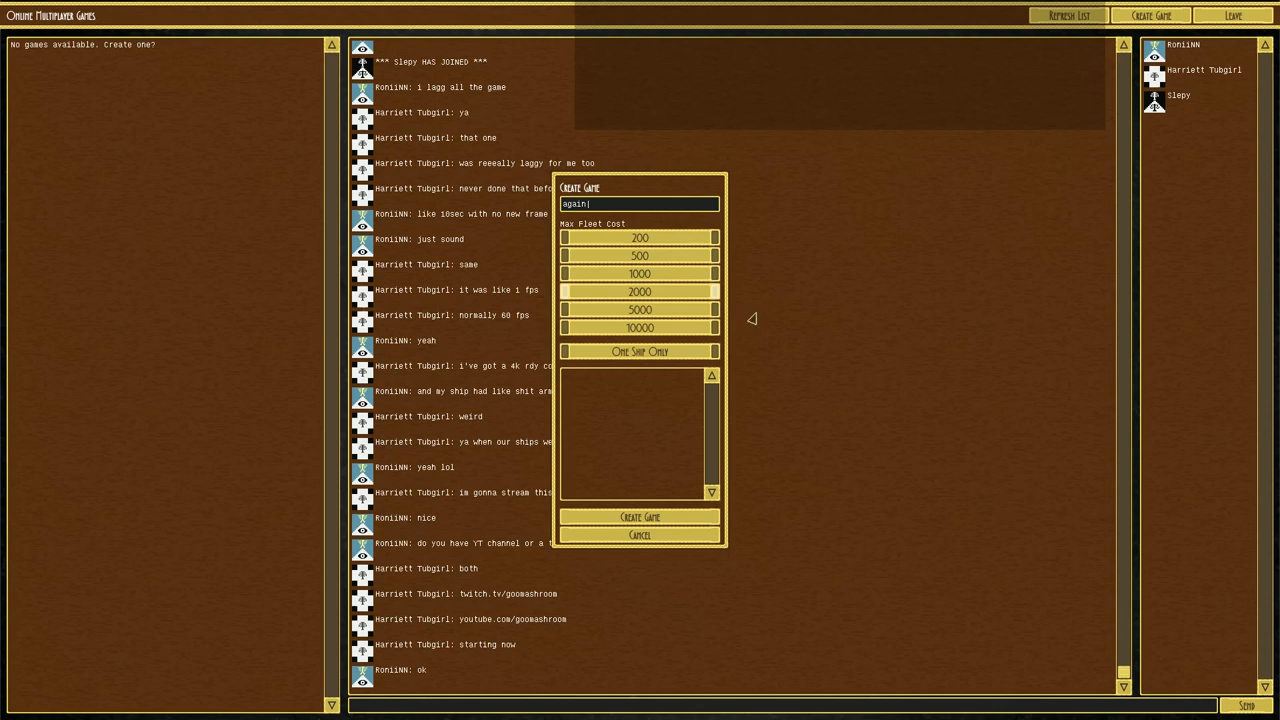 Online Multiplayer Games
Refresh List
Create Game
Leave
No games available. Create one?
*** Slepy HAS JOINED ***
RoniiNN: i lagg all the game
Harriett Tubgirl: ya
Harriett Tubgirl: that one
Harriett Tubgirl: was reeeally laggy for me too
Harriett Tubgirl: never done that befo
RoniiNN: like 10sec with no new frame
RoniiNN: just sound
Harriett Tubgirl: same
Harriett Tubgirl: it was like 1 fps
Harriett Tubgirl: normally 60 fps
RoniiNN: yeah
Harriett Tubgirl: i've got a 4k rdy co
RoniiNN: and my ship had like shit arm
Harriett Tubgirl: weird
Harriett Tubgirl: ya when our ships we
RoniiNN: yeah lol
Harriett Tubgirl: im gonna stream this
RoniiNN: nice
RoniiNN: do you have YT channel or a t
Harriett Tubgirl: both
Harriett Tubgirl: twitch.tv/goomashroom
Harriett Tubgirl: youtube.com/goomashroom
Harriett Tubgirl: starting now
RoniiNN: ok
Create Game
again
Max Fleet Cost
200
500
1000
2000
5000
10000
One Ship Only
Create Game
Cancel
RoniiNN
Harriett Tubgirl
Slepy
Send